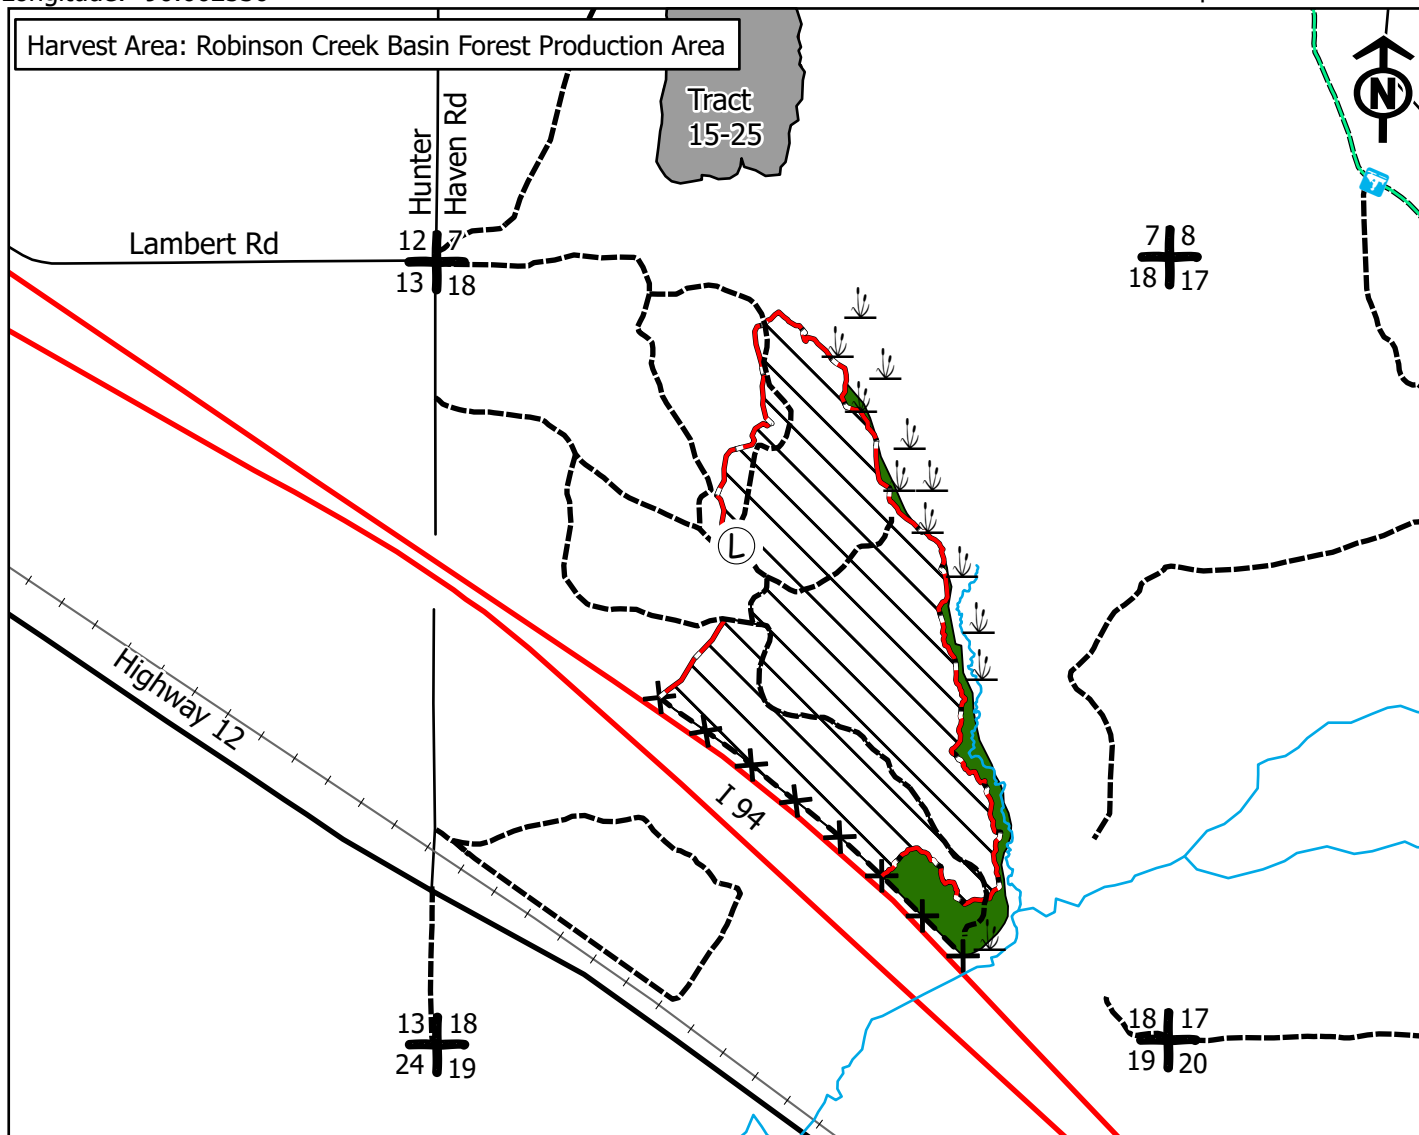 Harvest Area: Robinson Creek Basin Forest Production Area
N
Tract
15-25
Hunter
Haven Rd
Lambert Rd
12 7
13 18
7 8
18 17
L
Highway 12
I 94
13 18
24 19
18 17
19 20